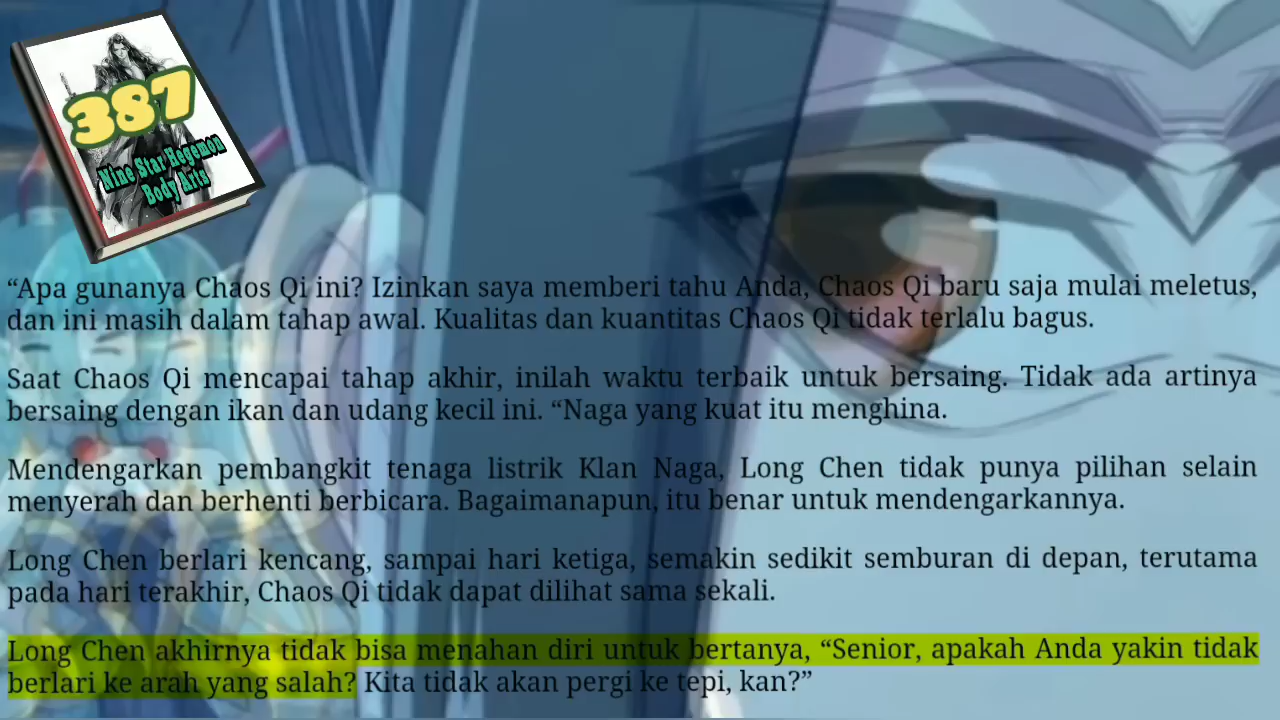 387
Nine Star Hegemon
Body Arts
“Apa gunanya Chaos Qi ini? Izinkan saya memberi tahu Anda, Chaos Qi baru saja mulai meletus,
dan ini masih dalam tahap awal. Kualitas dan kuantitas Chaos Qi tidak terlalu bagus.
Saat Chaos Qi mencapai tahap akhir, inilah waktu terbaik untuk bersaing. Tidak ada artinya
bersaing dengan ikan dan udang kecil ini. “Naga yang kuat itu menghina.
Mendengarkan pembangkit tenaga listrik Klan Naga, Long Chen tidak punya pilihan selain
menyerah dan berhenti berbicara. Bagaimanapun, itu benar untuk mendengarkannya.
Long Chen berlari kencang, sampai hari ketiga, semakin sedikit semburan di depan, terutama
pada hari terakhir, Chaos Qi tidak dapat dilihat sama sekali.
Long Chen akhirnya tidak bisa menahan diri untuk bertanya, “Senior, apakah Anda yakin tidak
berlari ke arah yang salah? Kita tidak akan pergi ke tepi, kan?”